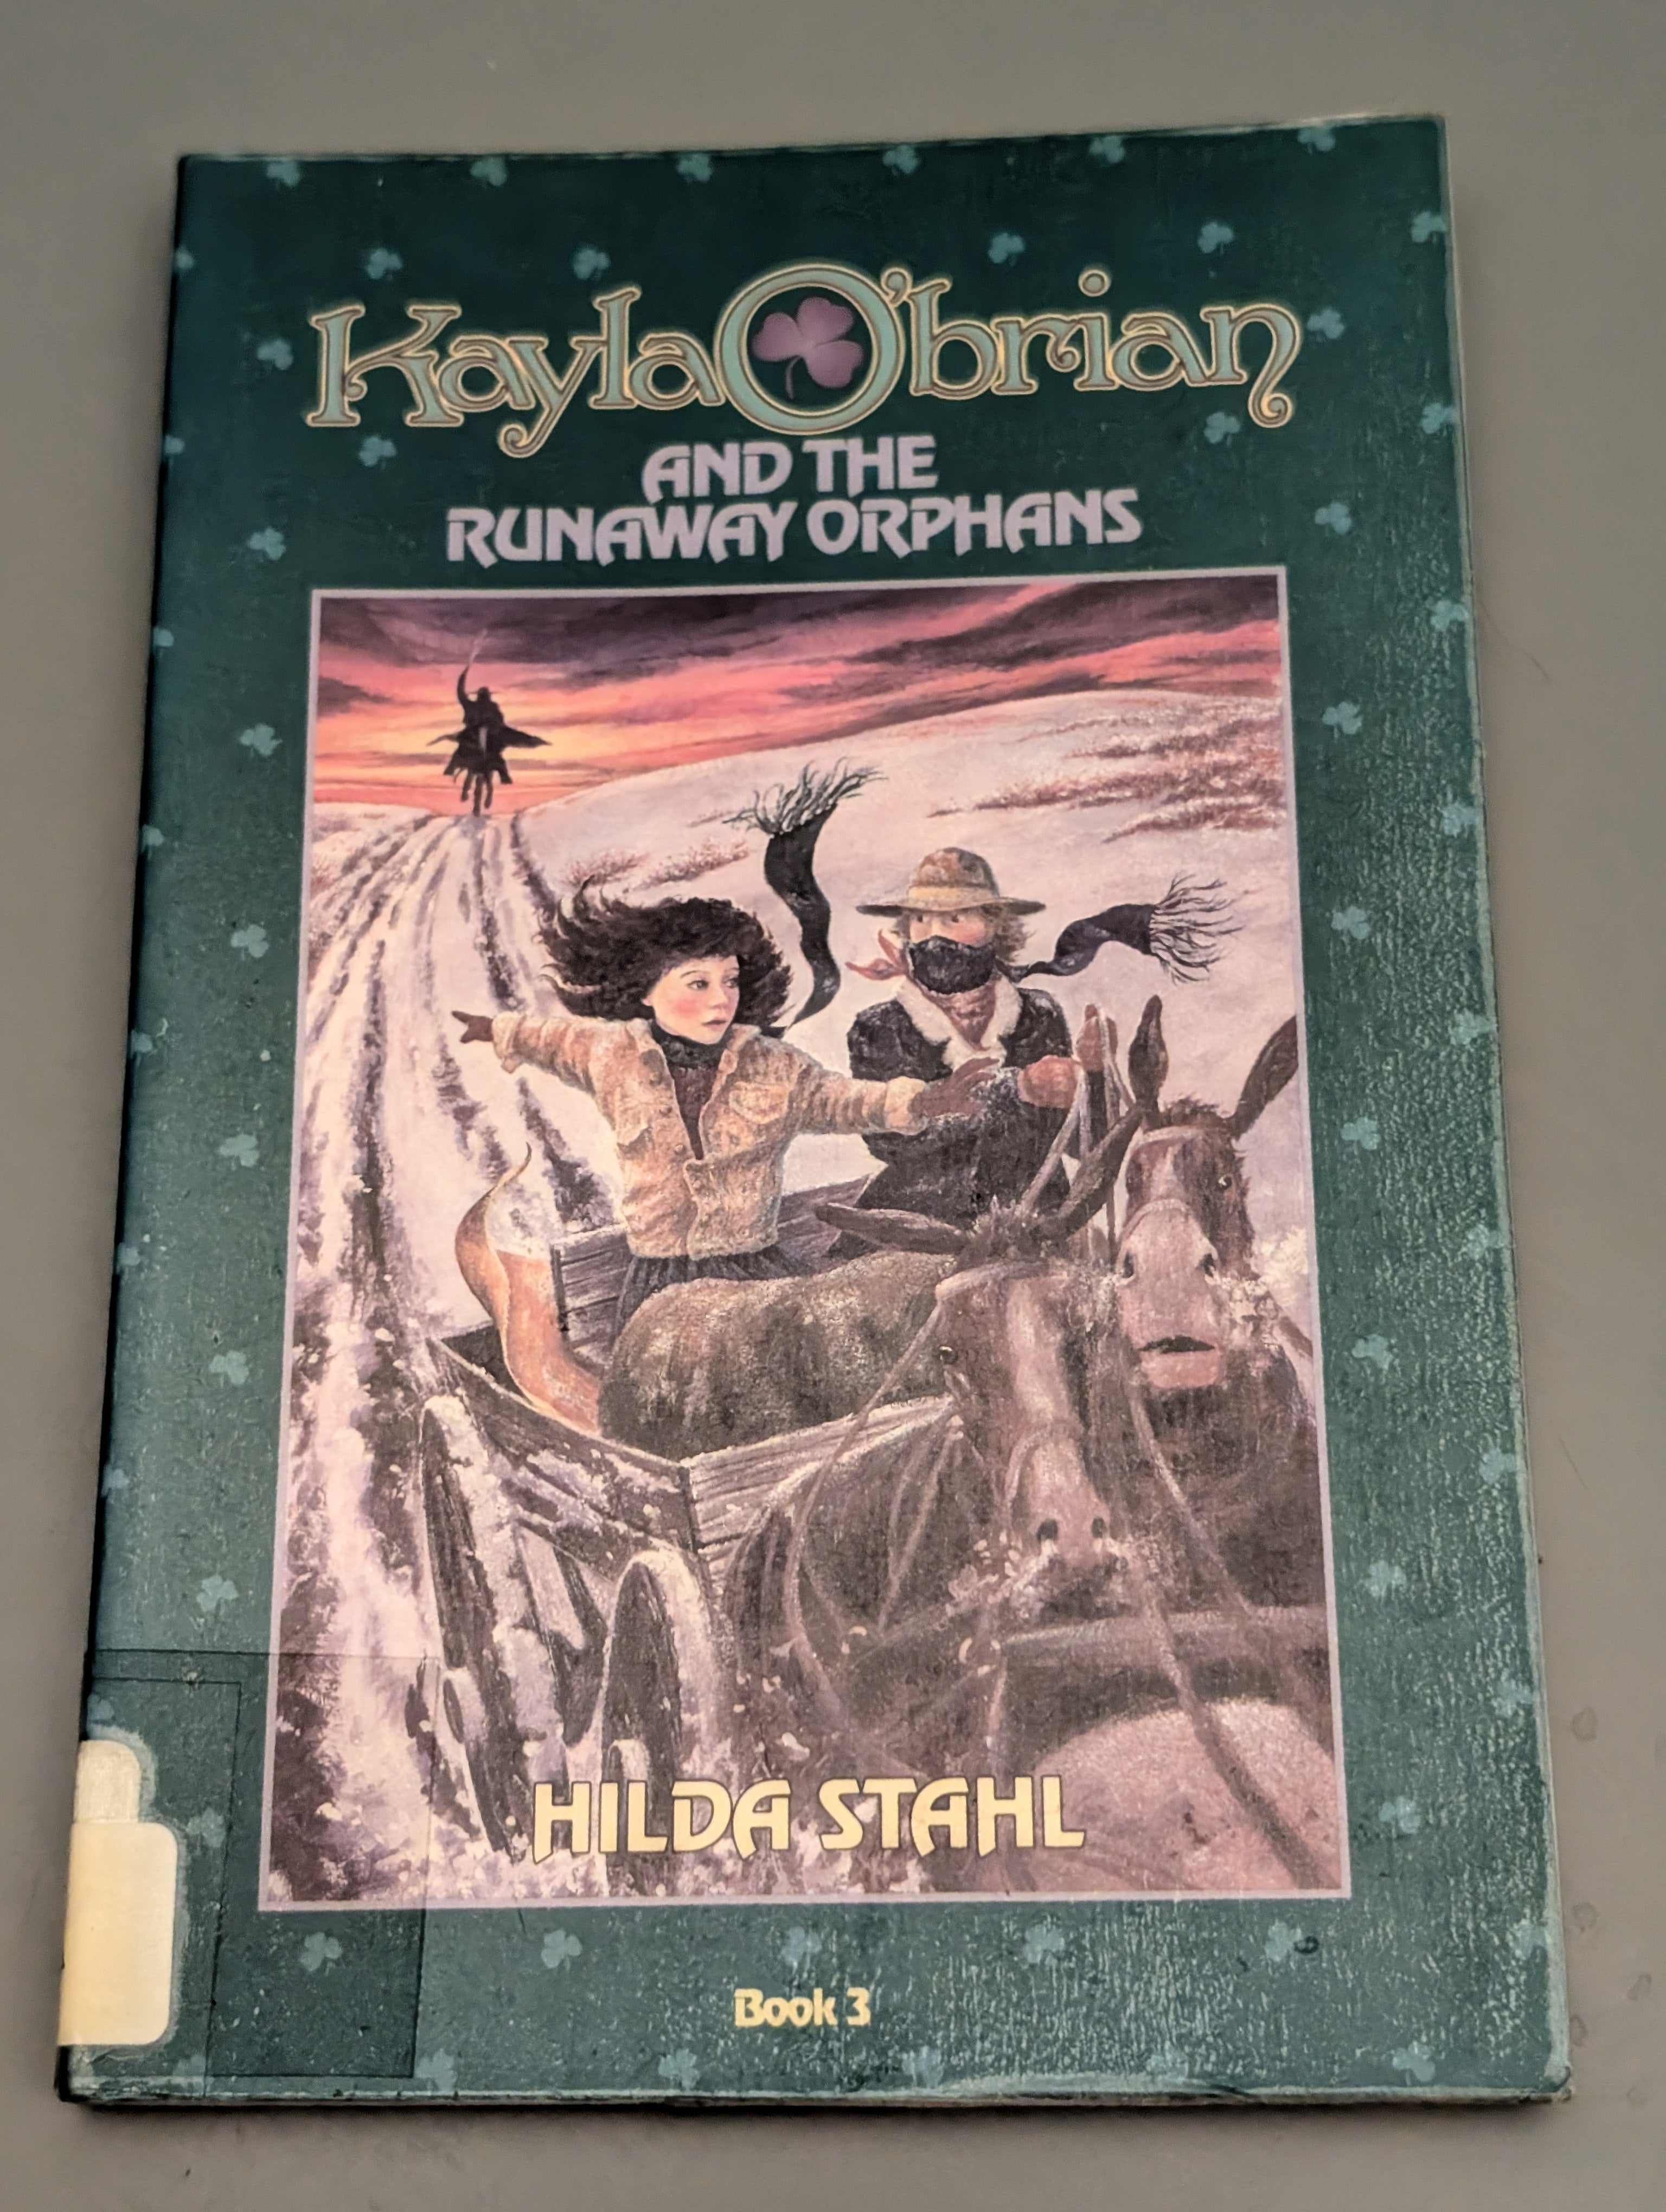 Kayla O'brian
AND THE
RUNAWAY ORPHANS
HILDA STAHL
Book 3